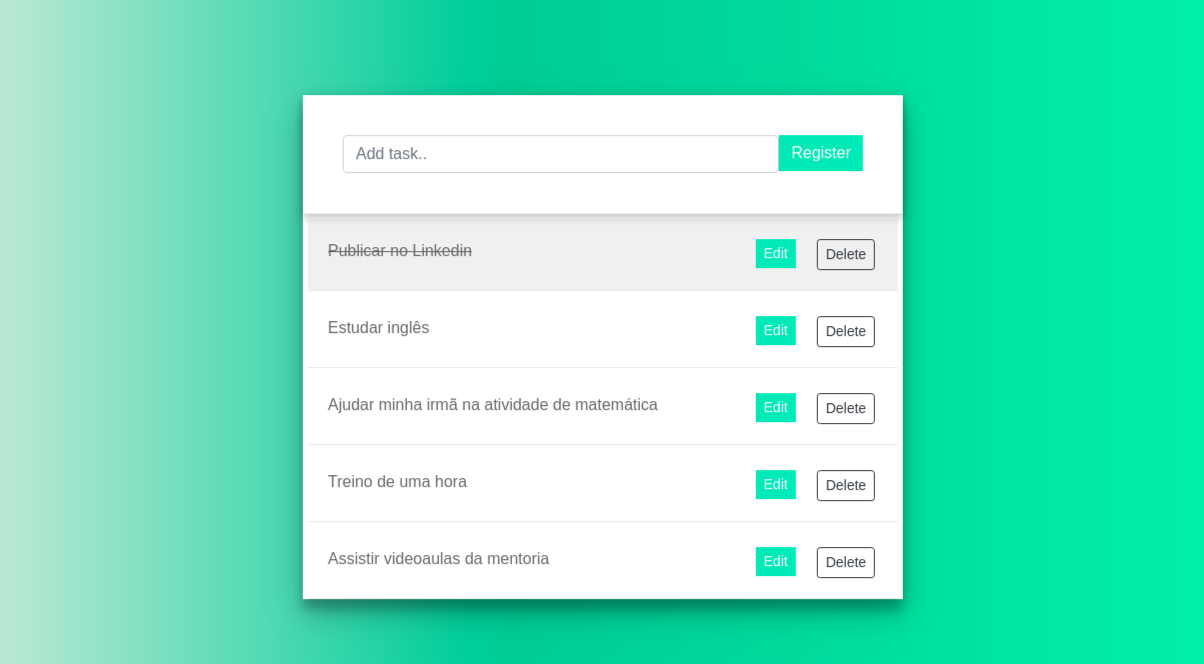 Add task..
Register
Publicar no Linkedin
Edit
Delete
Estudar inglês
Edit
Delete
Ajudar minha irmã na atividade de matemática
Edit
Delete
Treino de uma hora
Edit
Delete
Assistir videoaulas da mentoria
Edit
Delete